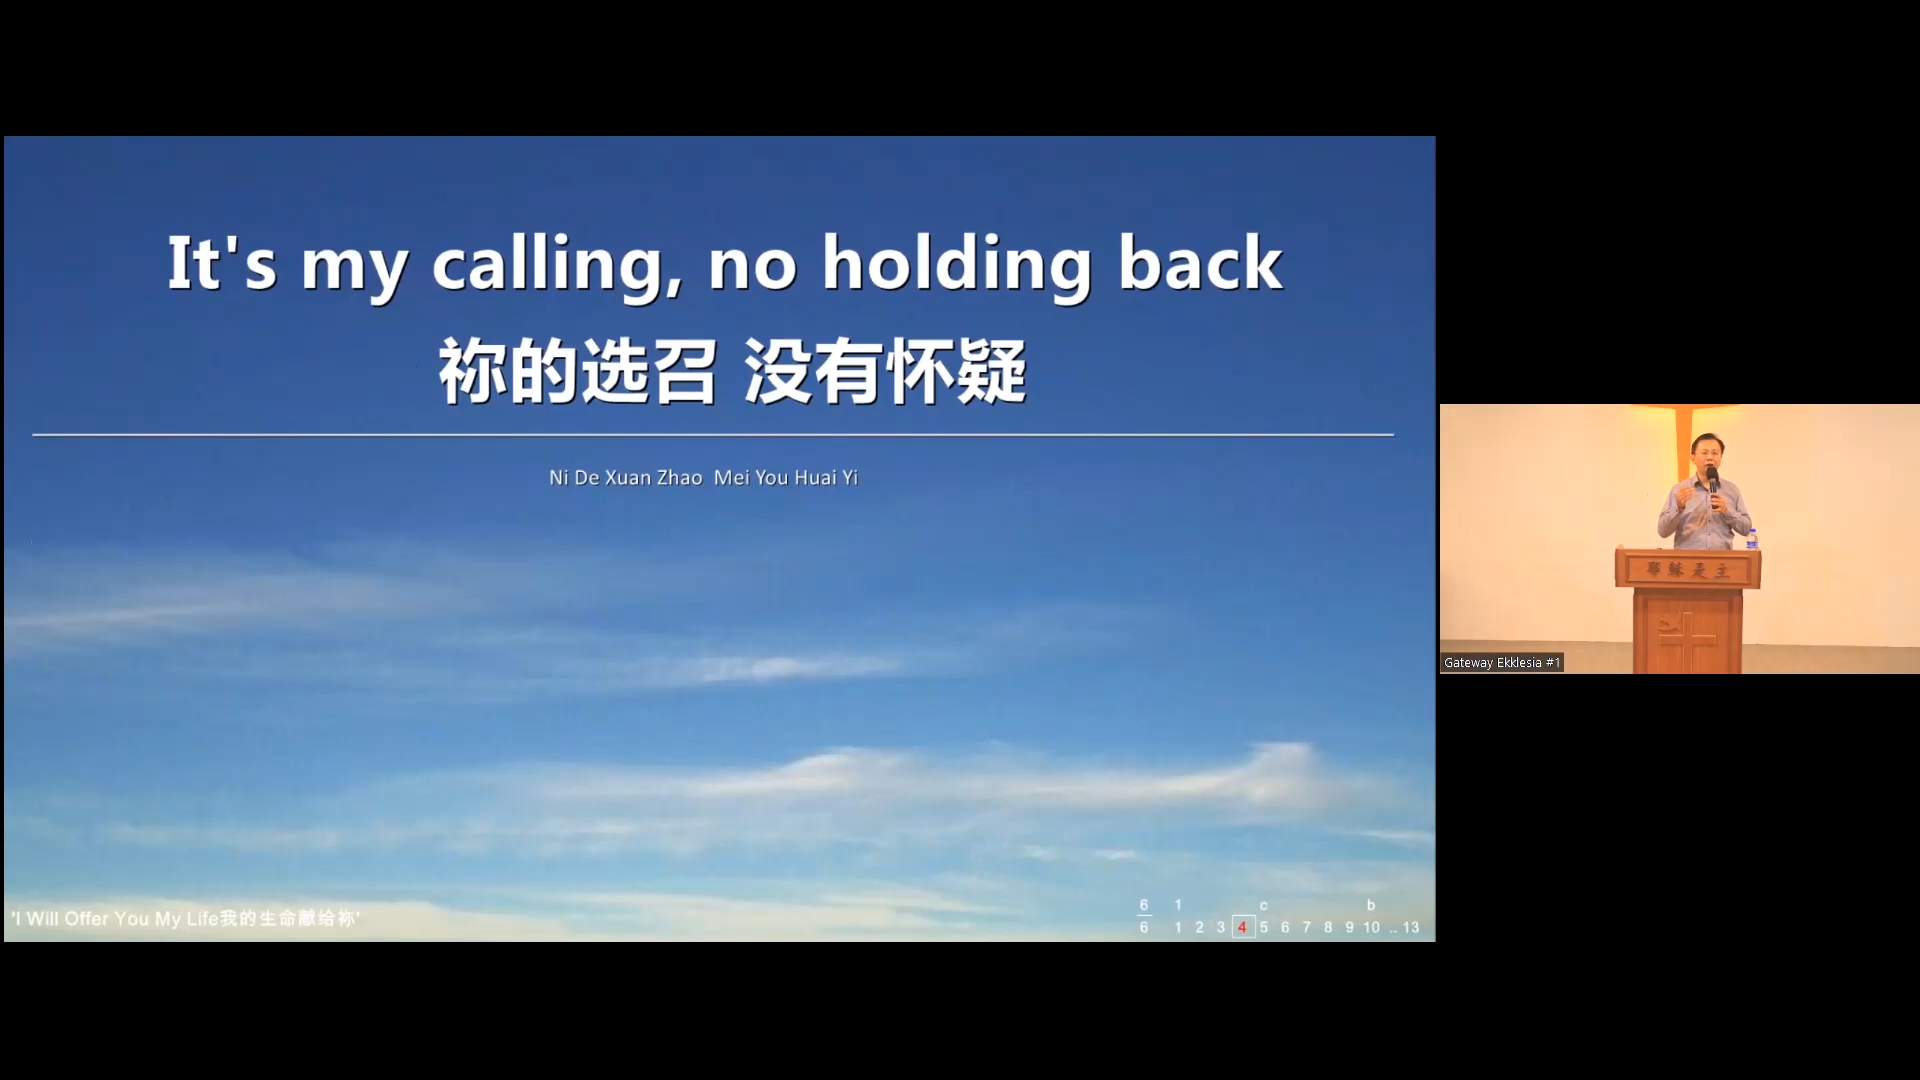 It's my calling, no holding back
祢的选召 没有怀疑
Ni De Xuan Zhao  Mei You Huai Yi
'I Will Offer You My Life我的生命献给祢'
6 1 c b
6 1 2 3 4 5 6 7 8 9 10 .. 13
耶穌是主
Gateway Ekklesia #1